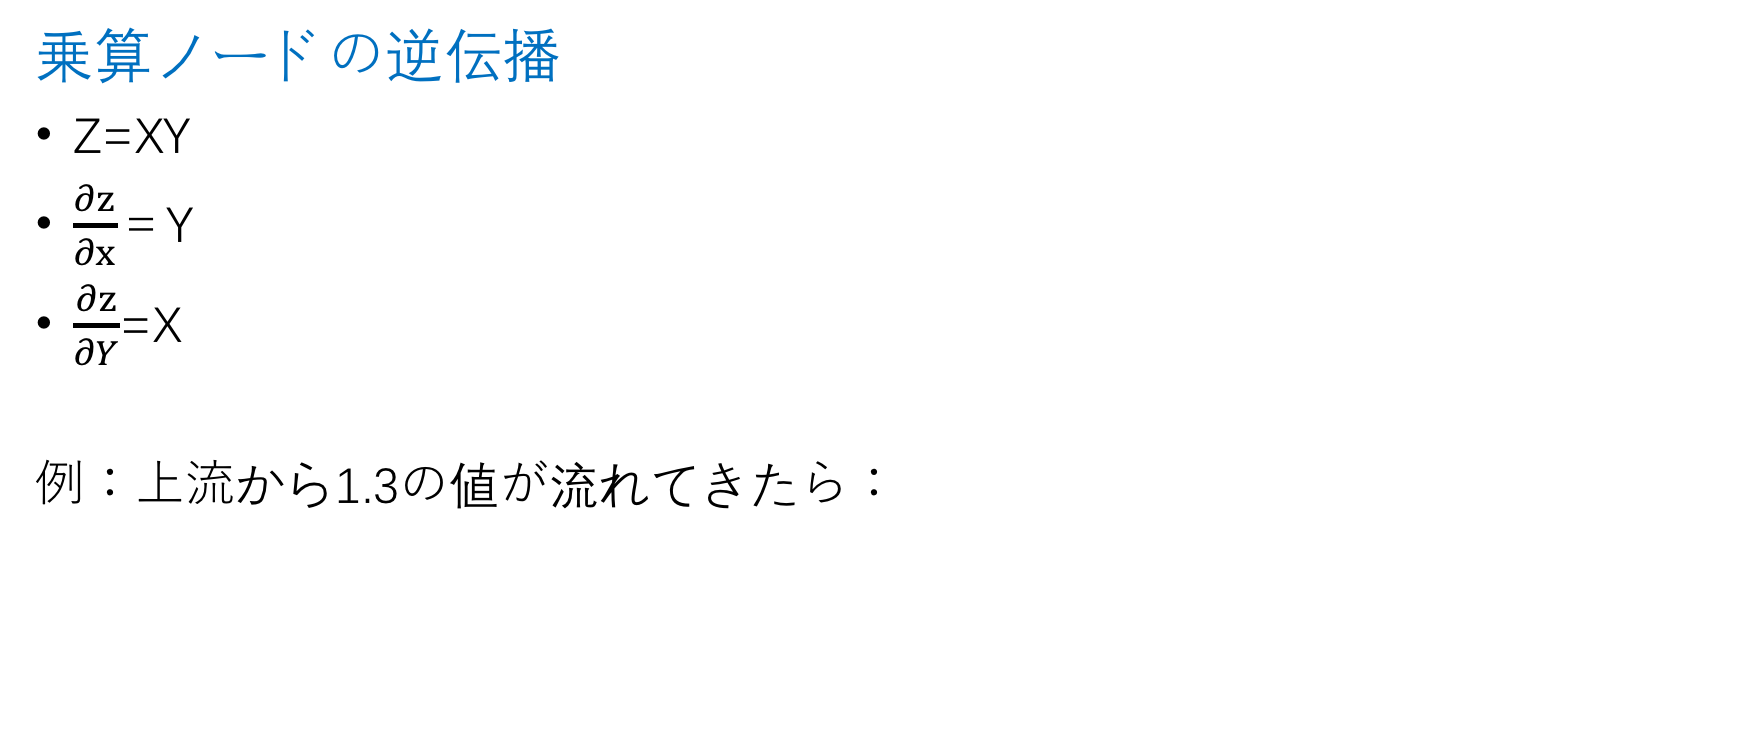 乗算ノードの逆伝播
• Z=XY
• ∂z/∂x = Y
• ∂z/∂Y=X
例：上流から1.3の値が流れてきたら：